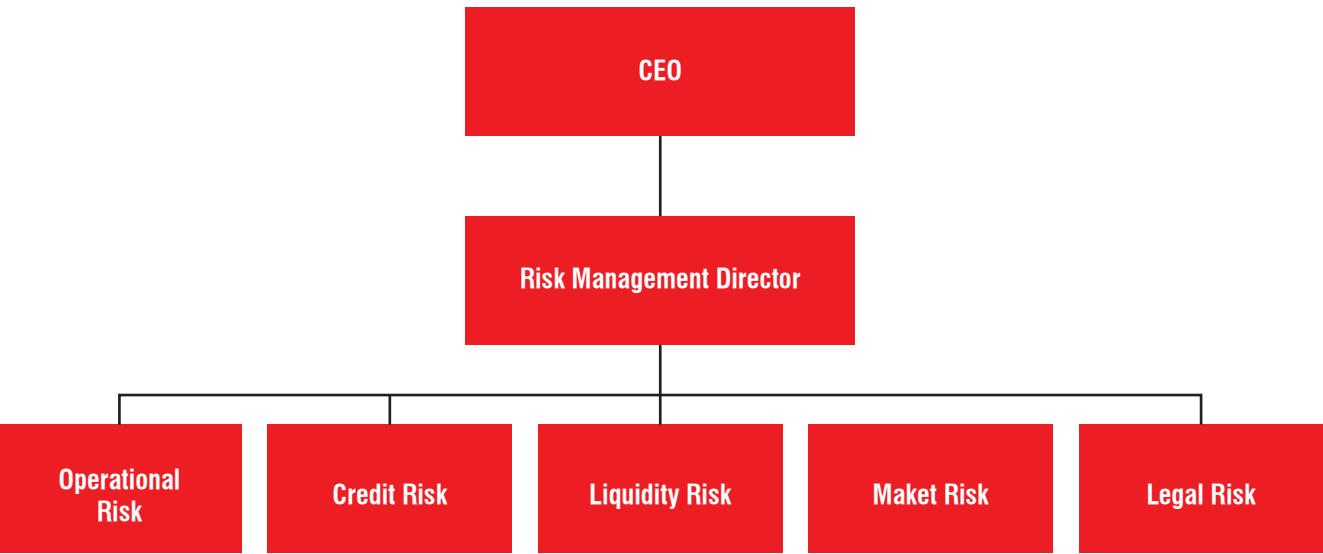 CEO
Risk Management Director
Operational
Risk
Credit Risk
Liquidity Risk
Maket Risk
Legal Risk